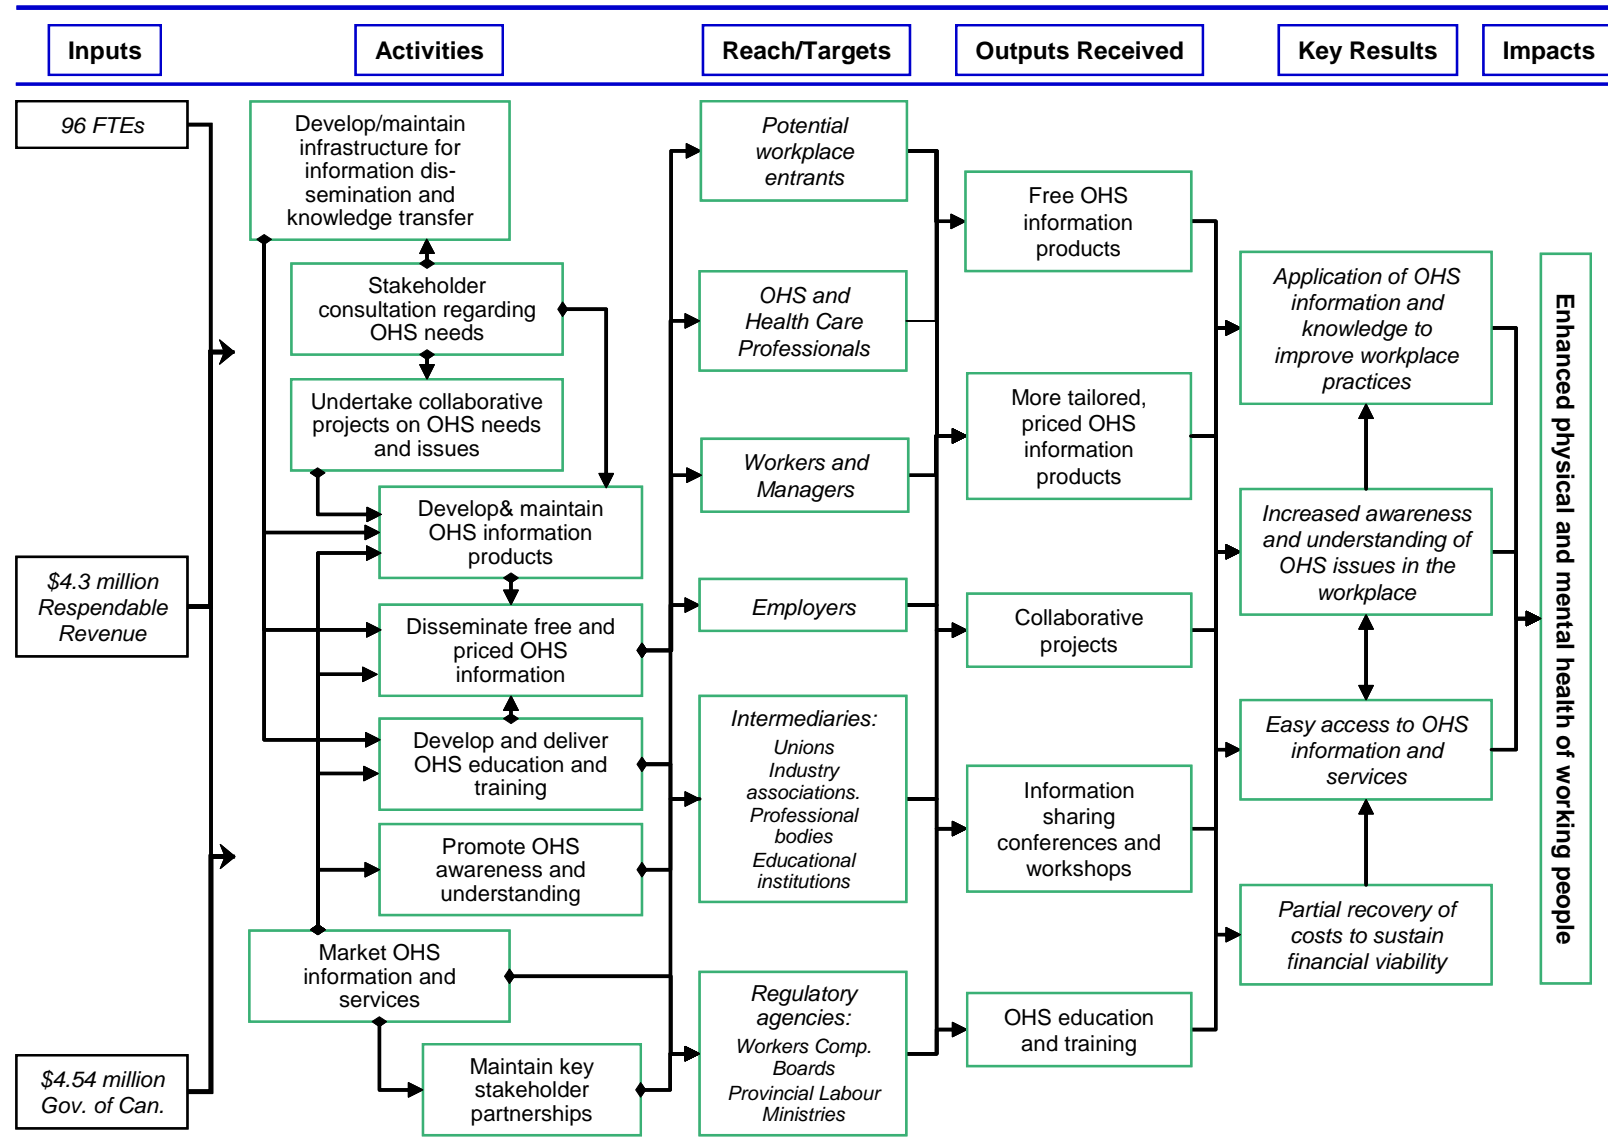 Inputs
Activities
Reach/Targets
Outputs Received
Key Results
Impacts
96 FTEs
$4.3 million
Respendable
Revenue
$4.54 million
Gov. of Can.
Develop/maintain
infrastructure for
information dis-
semination and
knowledge transfer
Stakeholder
consultation regarding
OHS needs
Undertake collaborative
projects on OHS needs
and issues
Develop& maintain
OHS information
products
Disseminate free and
priced OHS
information
Develop and deliver
OHS education and
training
Promote OHS
awareness and
understanding
Market OHS
information and
services
Maintain key
stakeholder
partnerships
Potential
workplace
entrants
OHS and
Health Care
Professionals
Workers and
Managers
Employers
Intermediaries:
Unions
Industry
associations.
Professional
bodies
Educational
institutions
Regulatory
agencies:
Workers Comp.
Boards
Provincial Labour
Ministries
Free OHS
information
products
More tailored,
priced OHS
information
products
Collaborative
projects
Information
sharing
conferences and
workshops
OHS education
and training
Application of OHS
information and
knowledge to
improve workplace
practices
Increased awareness
and understanding of
OHS issues in the
workplace
Easy access to OHS
information and
services
Partial recovery of
costs to sustain
financial viability
Enhanced physical and mental health of working people